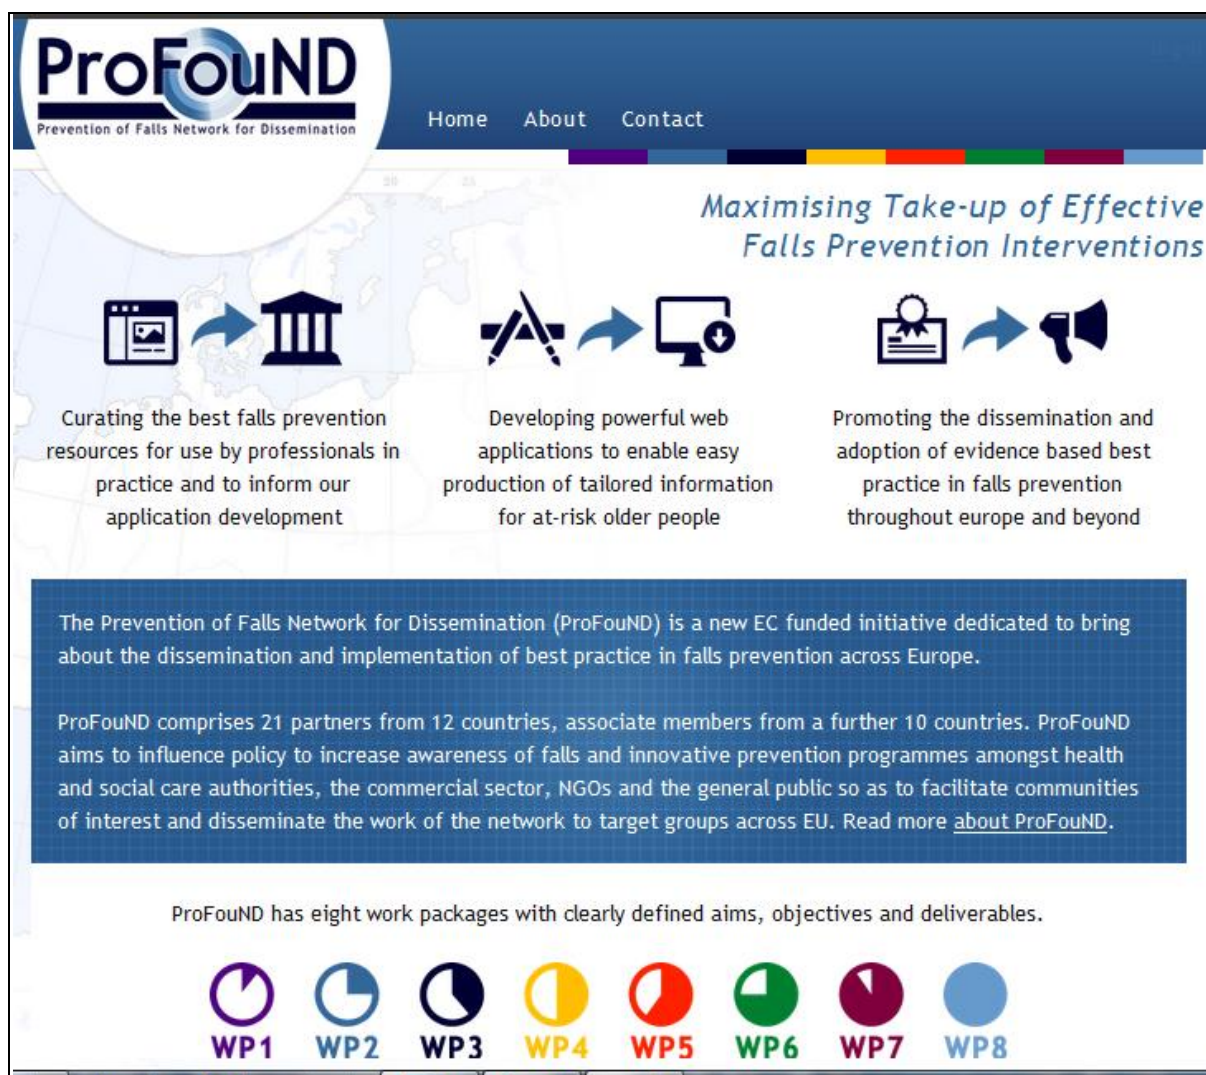 ProFouND
Prevention of Falls Network for Dissemination
Home About Contact
Maximising Take-up of Effective
Falls Prevention Interventions
Curating the best falls prevention
resources for use by professionals in
practice and to inform our
application development
Developing powerful web
applications to enable easy
production of tailored information
for at-risk older people
Promoting the dissemination and
adoption of evidence based best
practice in falls prevention
throughout europe and beyond
The Prevention of Falls Network for Dissemination (ProFouND) is a new EC funded initiative dedicated to bring
about the dissemination and implementation of best practice in falls prevention across Europe.
ProFouND comprises 21 partners from 12 countries, associate members from a further 10 countries. ProFouND
aims to influence policy to increase awareness of falls and innovative prevention programmes amongst health
and social care authorities, the commercial sector, NGOs and the general public so as to facilitate communities
of interest and disseminate the work of the network to target groups across EU. Read more about ProFouND.
ProFouND has eight work packages with clearly defined aims, objectives and deliverables.
WP1 WP2 WP3 WP4 WP5 WP6 WP7 WP8